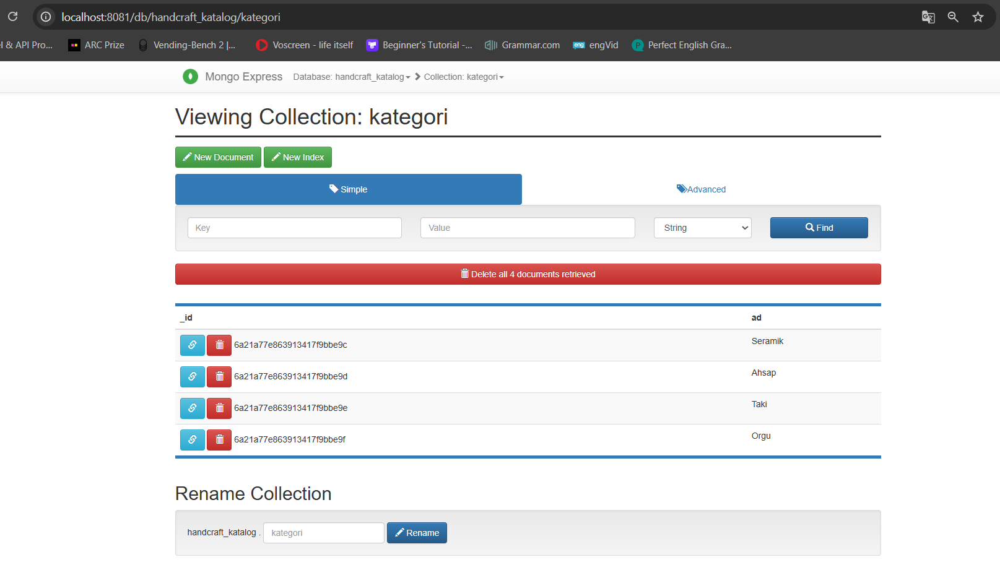 localhost:8081/db/handcraft_katalog/kategori
l & API Pro... ARC Prize Vending-Bench 2 |... Voscreen - life itself Beginner's Tutorial -... Grammar.com eng engVid P Perfect English Gra...
Mongo Express Database: handcraft_katalog Collection: kategori
Viewing Collection: kategori
New Document New Index
Simple Advanced
Key Value String Find
Delete all 4 documents retrieved
_id ad
6a21a77e863913417f9bbe9c Seramik
6a21a77e863913417f9bbe9d Ahsap
6a21a77e863913417f9bbe9e Taki
6a21a77e863913417f9bbe9f Orgu
Rename Collection
handcraft_katalog . kategori Rename